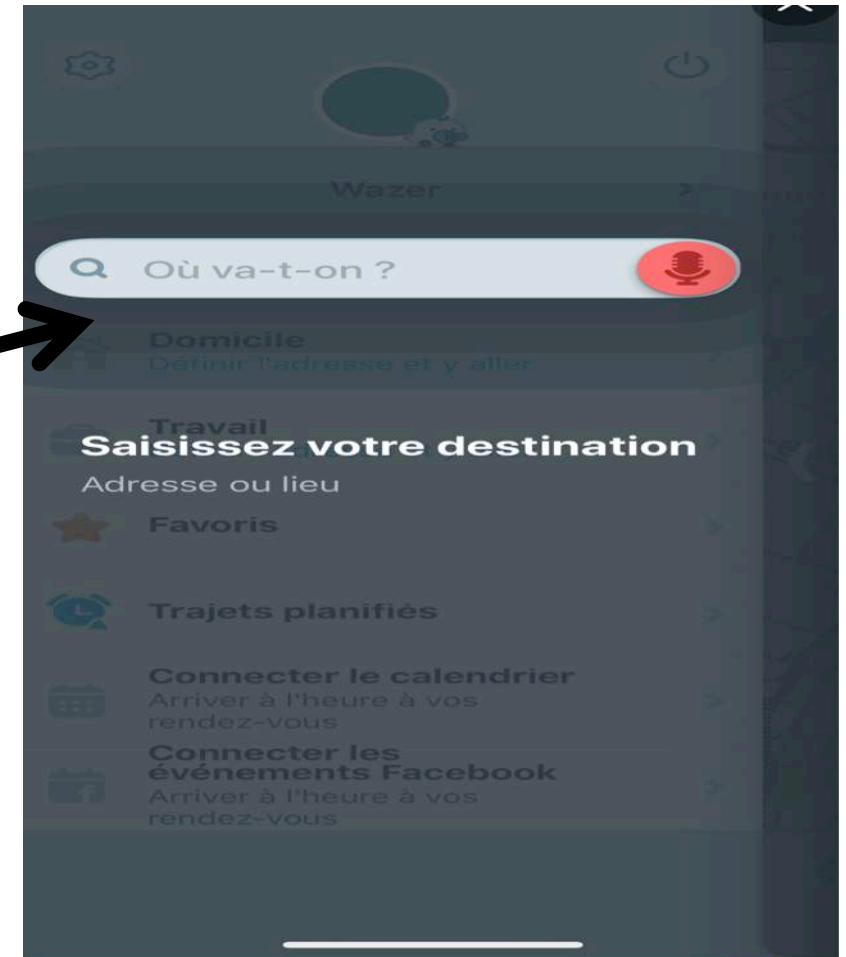 Wazer
Où va-t-on ?
Domicile
Définir l'adresse et y aller
Travail
Saisissez votre destination
Adresse ou lieu
Favoris
Trajets planifiés
Connecter le calendrier
Arriver à l'heure à vos
rendez-vous
Connecter les
événements Facebook
Arriver à l'heure à vos
rendez-vous